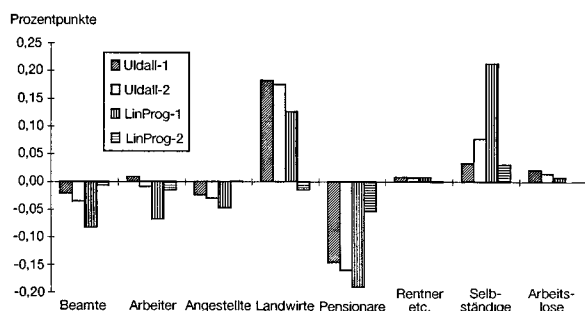 Prozentpunkte
0,25
0,20
0,15
0,10
0,05
0,00
-0,05
-0,10
-0,15
-0,20
Uldall-1
Uldall-2
LinProg-1
LinProg-2
Beamte Arbeiter Angestellte Landwirte Pensionare Rentner etc. Selb-ständige Arbeits-lose